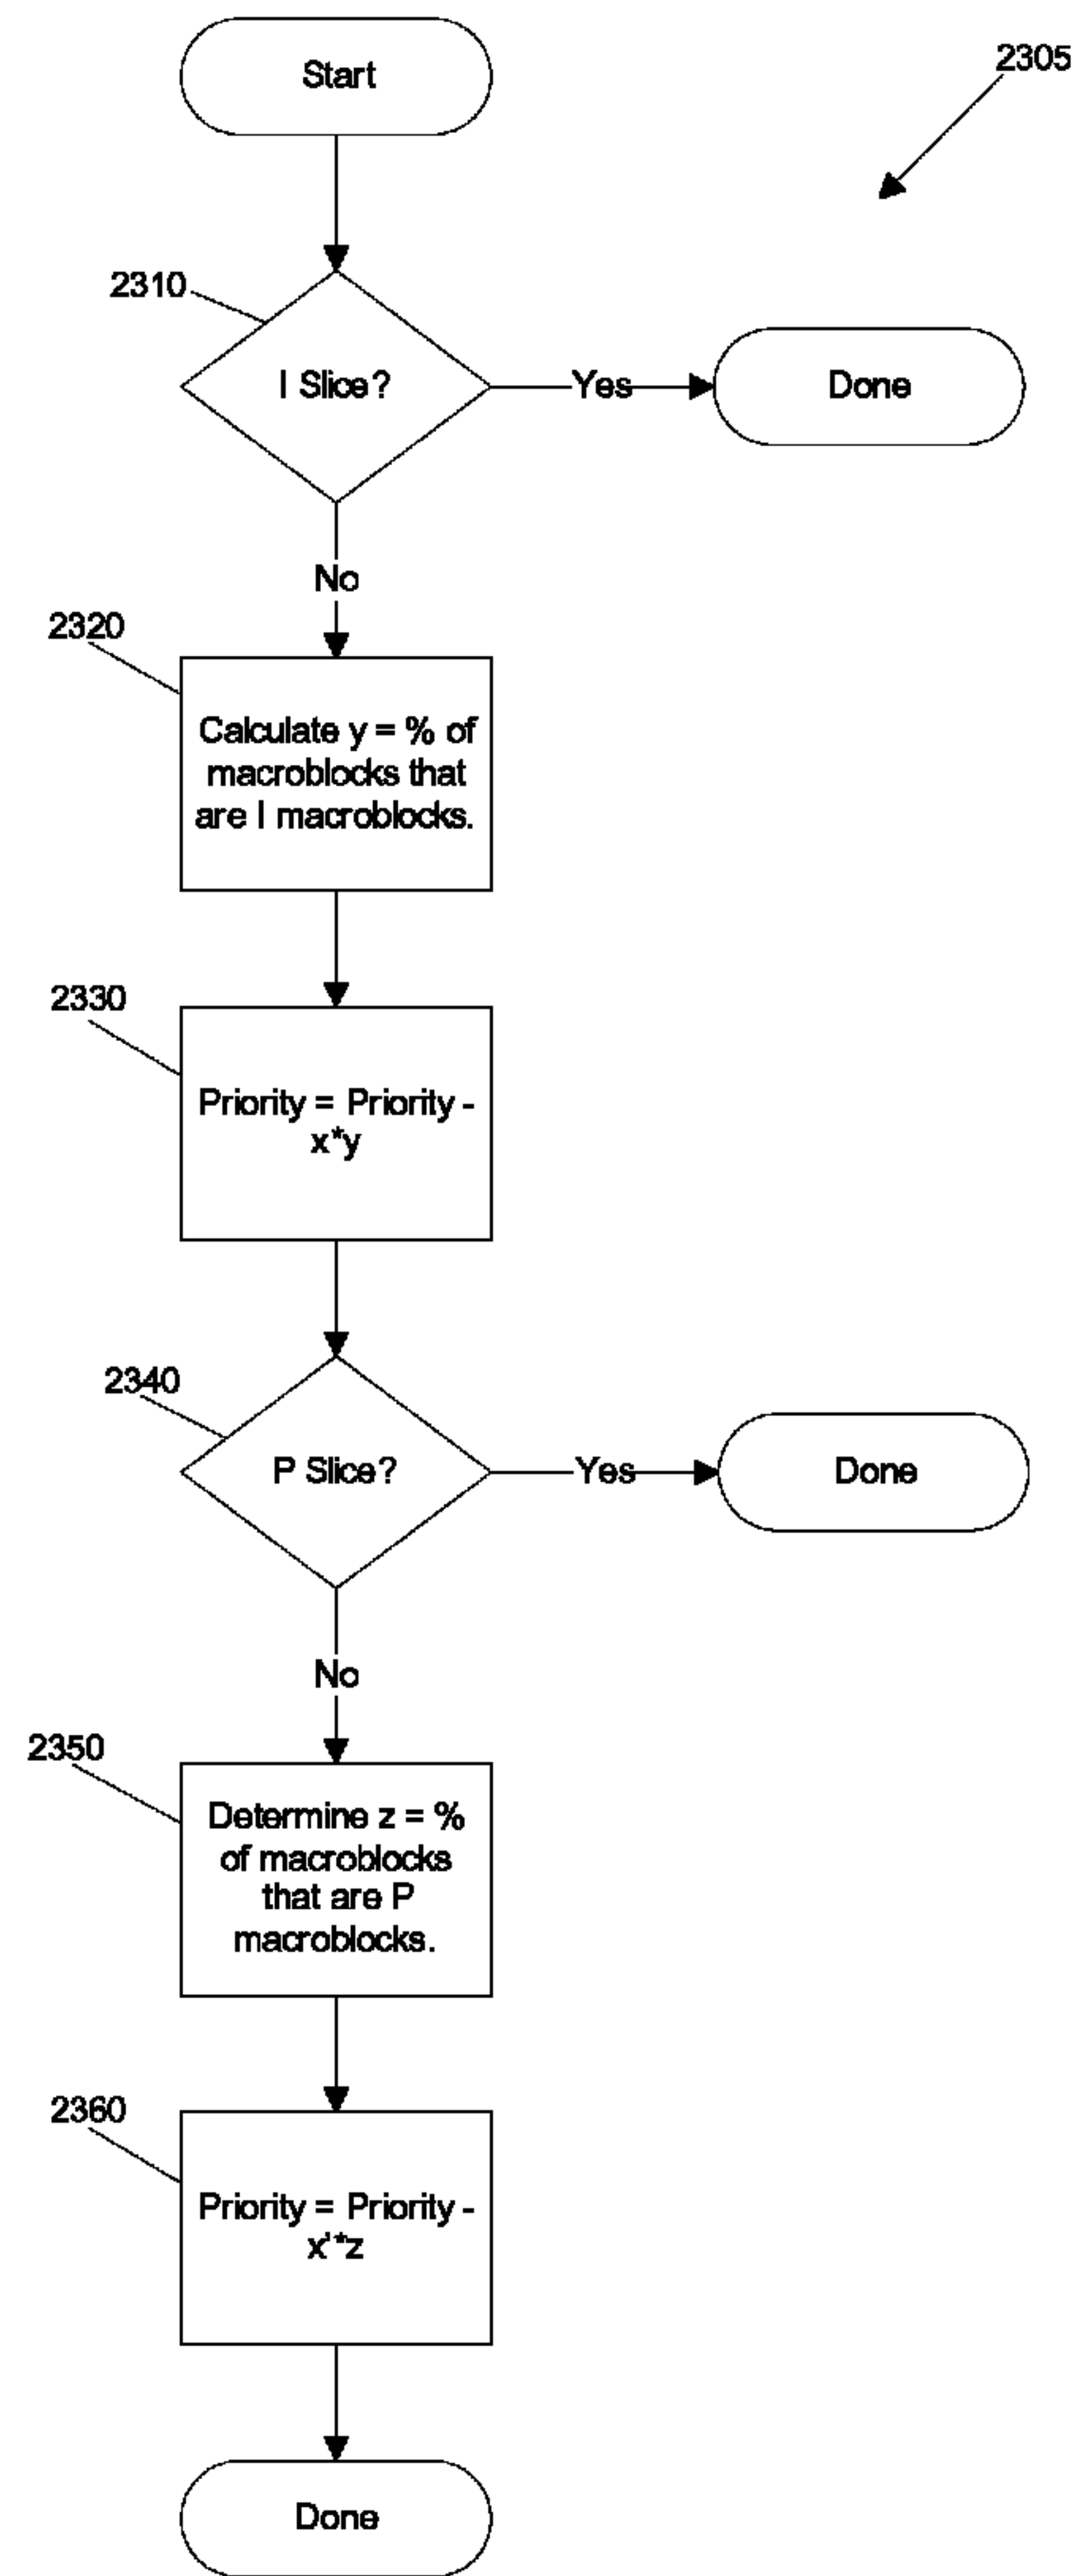 Start
2305
2310
I Slice?
Yes
Done
No
2320
Calculate y = % of
macroblocks that
are I macroblocks.
2330
Priority = Priority -
x*y
2340
P Slice?
Yes
Done
No
2350
Determine z = %
of macroblocks
that are P
macroblocks.
2360
Priority = Priority -
x'*z
Done